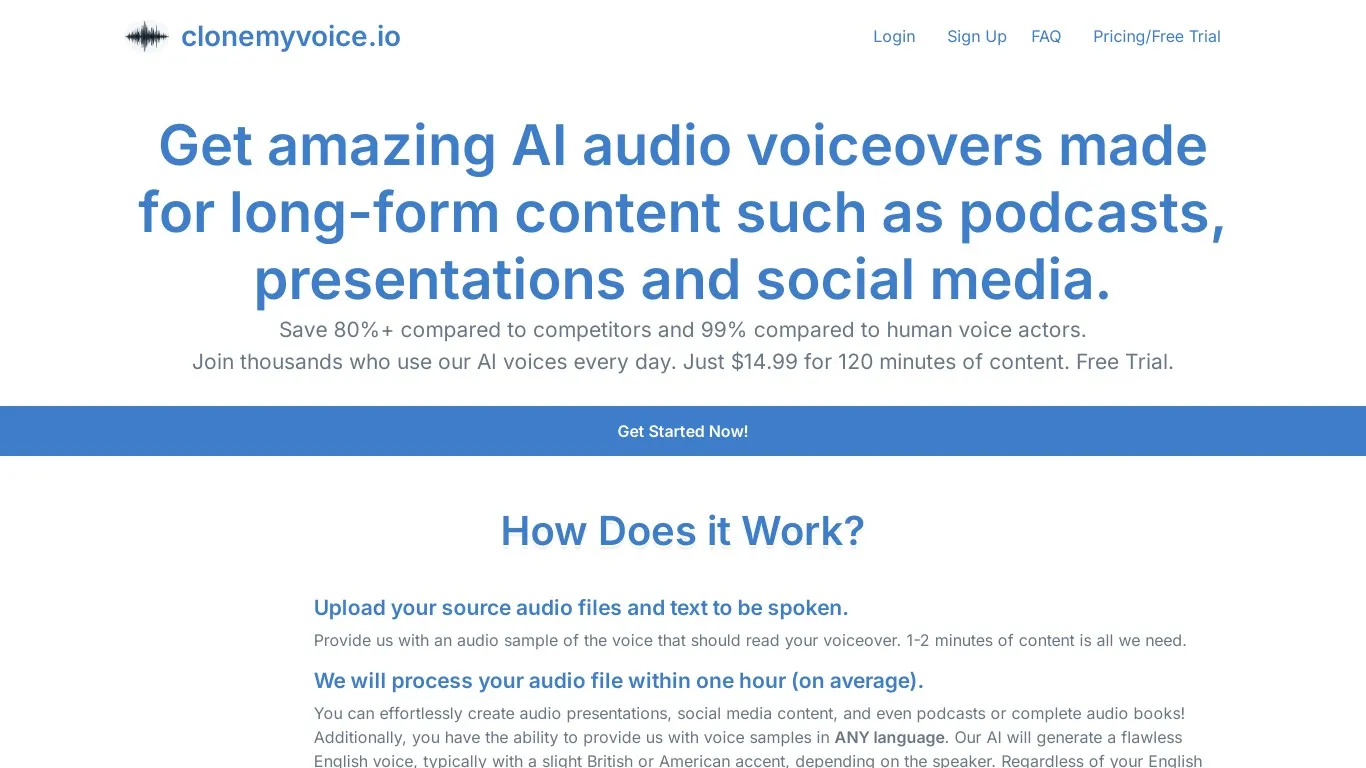 clonemyvoice.io
Login
Sign Up
FAQ
Pricing/Free Trial
Get amazing AI audio voiceovers made
for long-form content such as podcasts,
presentations and social media.
Save 80%+ compared to competitors and 99% compared to human voice actors.
Join thousands who use our AI voices every day. Just $14.99 for 120 minutes of content. Free Trial.
Get Started Now!
How Does it Work?
Upload your source audio files and text to be spoken.
Provide us with an audio sample of the voice that should read your voiceover. 1-2 minutes of content is all we need.
We will process your audio file within one hour (on average).
You can effortlessly create audio presentations, social media content, and even podcasts or complete audio books!
Additionally, you have the ability to provide us with voice samples in ANY language. Our AI will generate a flawless
English voice, typically with a slight British or American accent, depending on the speaker. Regardless of your English